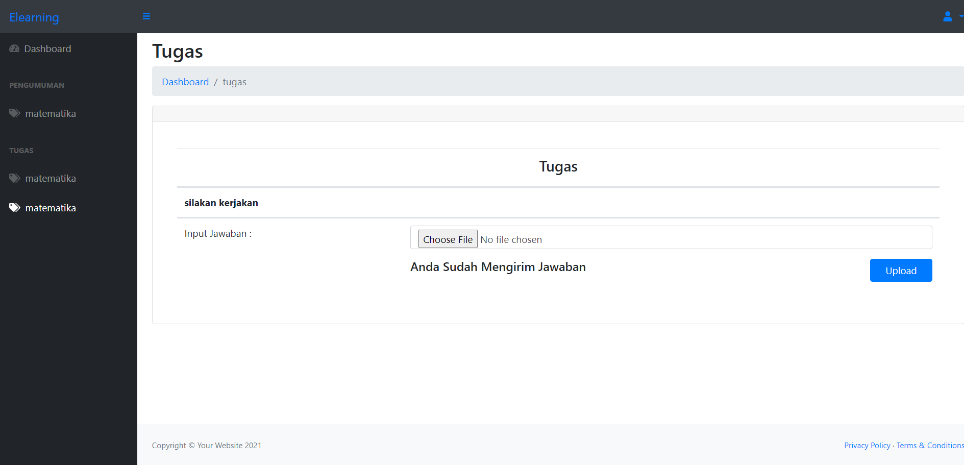 Elearning
Dashboard
PENGUMUMAN
matematika
TUGAS
matematika
matematika
Tugas
Dashboard / tugas
Tugas
silakan kerjakan
Input Jawaban :
Choose File No file chosen
Anda Sudah Mengirim Jawaban
Upload
Copyright © Your Website 2021
Privacy Policy · Terms & Conditions